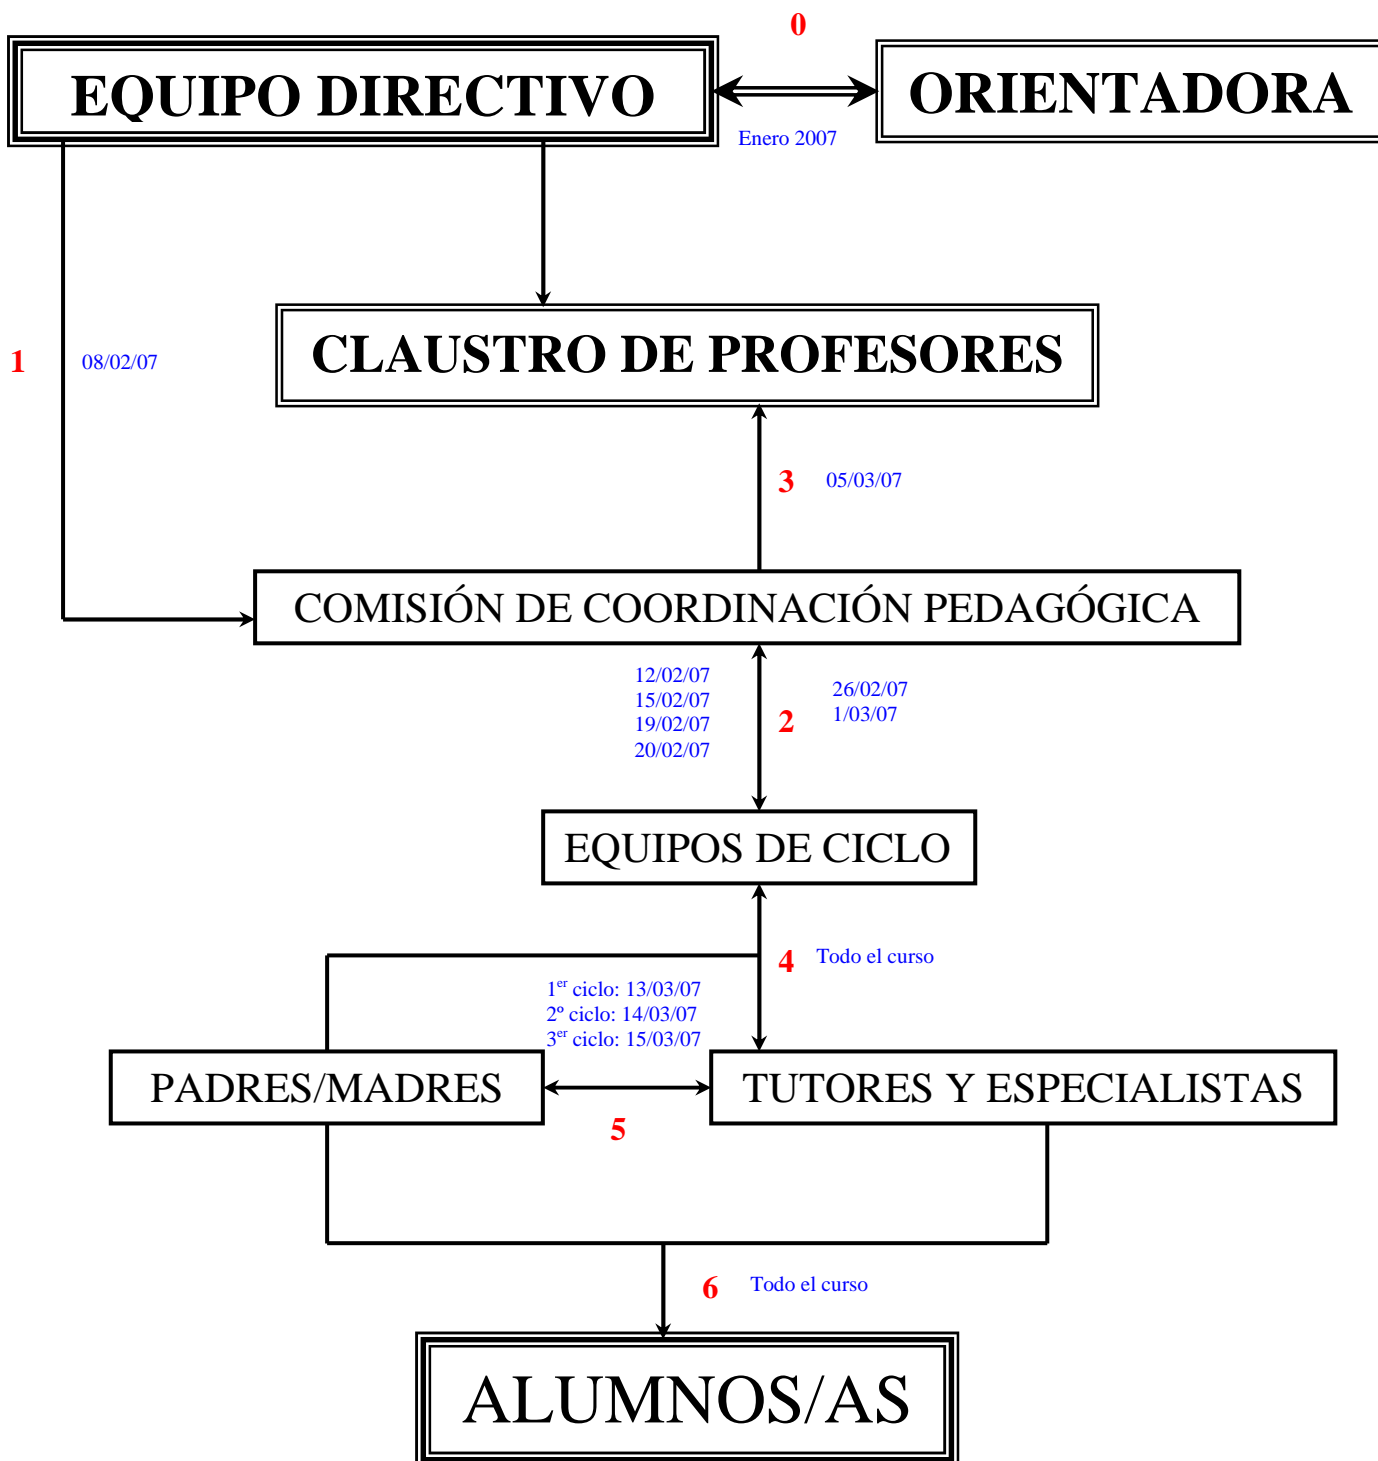 0
EQUIPO DIRECTIVO
ORIENTADORA
Enero 2007
CLAUSTRO DE PROFESORES
1
08/02/07
3
05/03/07
COMISIÓN DE COORDINACIÓN PEDAGÓGICA
12/02/07
15/02/07
19/02/07
20/02/07
2
26/02/07
1/03/07
EQUIPOS DE CICLO
4
Todo el curso
1er ciclo: 13/03/07
2º ciclo: 14/03/07
3er ciclo: 15/03/07
PADRES/MADRES
TUTORES Y ESPECIALISTAS
5
6
Todo el curso
ALUMNOS/AS